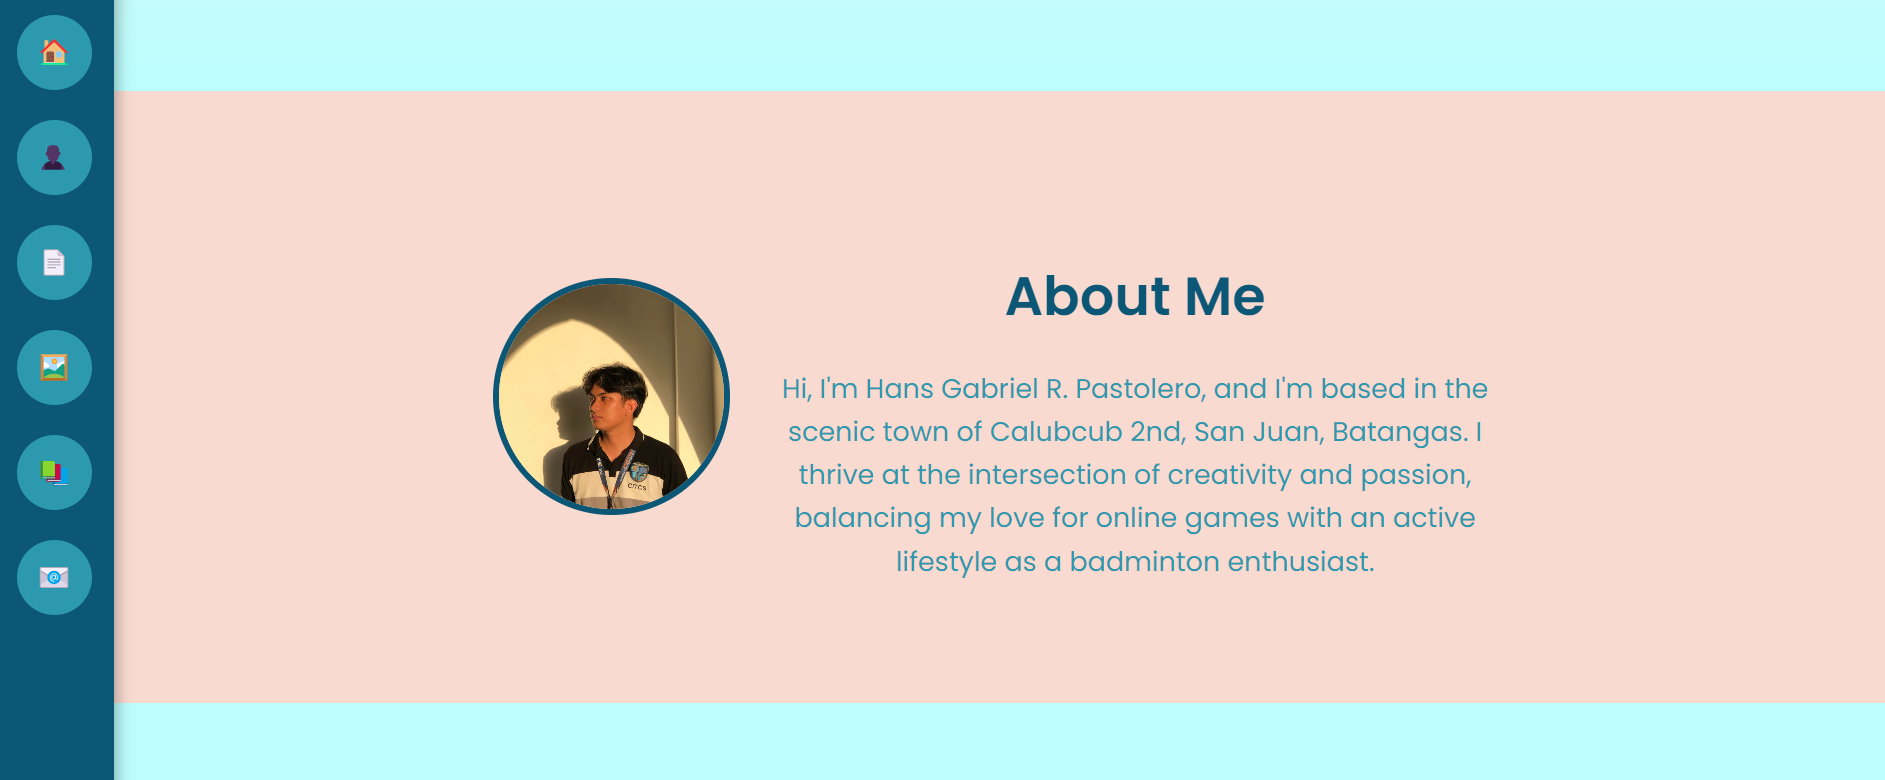 About Me
Hi, I'm Hans Gabriel R. Pastolero, and I'm based in the
scenic town of Calubcub 2nd, San Juan, Batangas. I
thrive at the intersection of creativity and passion,
balancing my love for online games with an active
lifestyle as a badminton enthusiast.